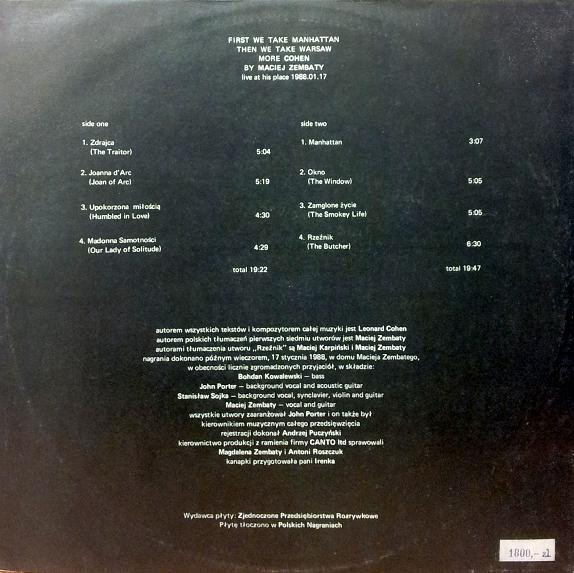 FIRST WE TAKE MANHATTAN
THEN WE TAKE WARSAW
MORE COHEN
BY MACIEJ ZEMBATY
live at his place 1988.01.17
side one
1. Zdrajca
(The Traitor) 5:04
2. Joanna d'Arc
(Joan of Arc) 5:19
3. Upokorzona miłością
(Humbled in Love) 4:30
4. Madonna Samotności
(Our Lady of Solitude) 4:29
total 19:22
side two
1. Manhattan 3:07
2. Okno
(The Window) 5:05
3. Zamglone życie
(The Smokey Life) 5:05
4. Rzeźnik
(The Butcher) 6:30
total 19:47
autorem wszystkich tekstów i kompozytorem całej muzyki jest Leonard Cohen
autorem polskich tłumaczeń pierwszych siedmiu utworów jest Maciej Zembaty
autorami tłumaczenia utworu „Rzeźnik” są Maciej Karpiński i Maciej Zembaty
nagrania dokonano późnym wieczorem, 17 stycznia 1988, w domu Macieja Zembatego,
w obecności licznie zgromadzonych przyjaciół, w składzie:
Bohdan Kowalewski — bass
John Porter — background vocal and acoustic guitar
Stanisław Sojka — background vocal, synclavier, violin and guitar
Maciej Zembaty — vocal and guitar
wszystkie utwory zaaranżował John Porter i on także był
kierownikiem muzycznym całego przedsięwzięcia
rejestracji dokonał Andrzej Puczyński
kierownictwo produkcji z ramienia firmy CANTO ltd sprawowali
Magdalena Zembaty i Antoni Roszczuk
kanapki przygotowała pani Irenka
Wydawca płyty: Zjednoczone Przedsiębiorstwa Rozrywkowe
Płytę tłoczono w Polskich Nagraniach
1800,- zł